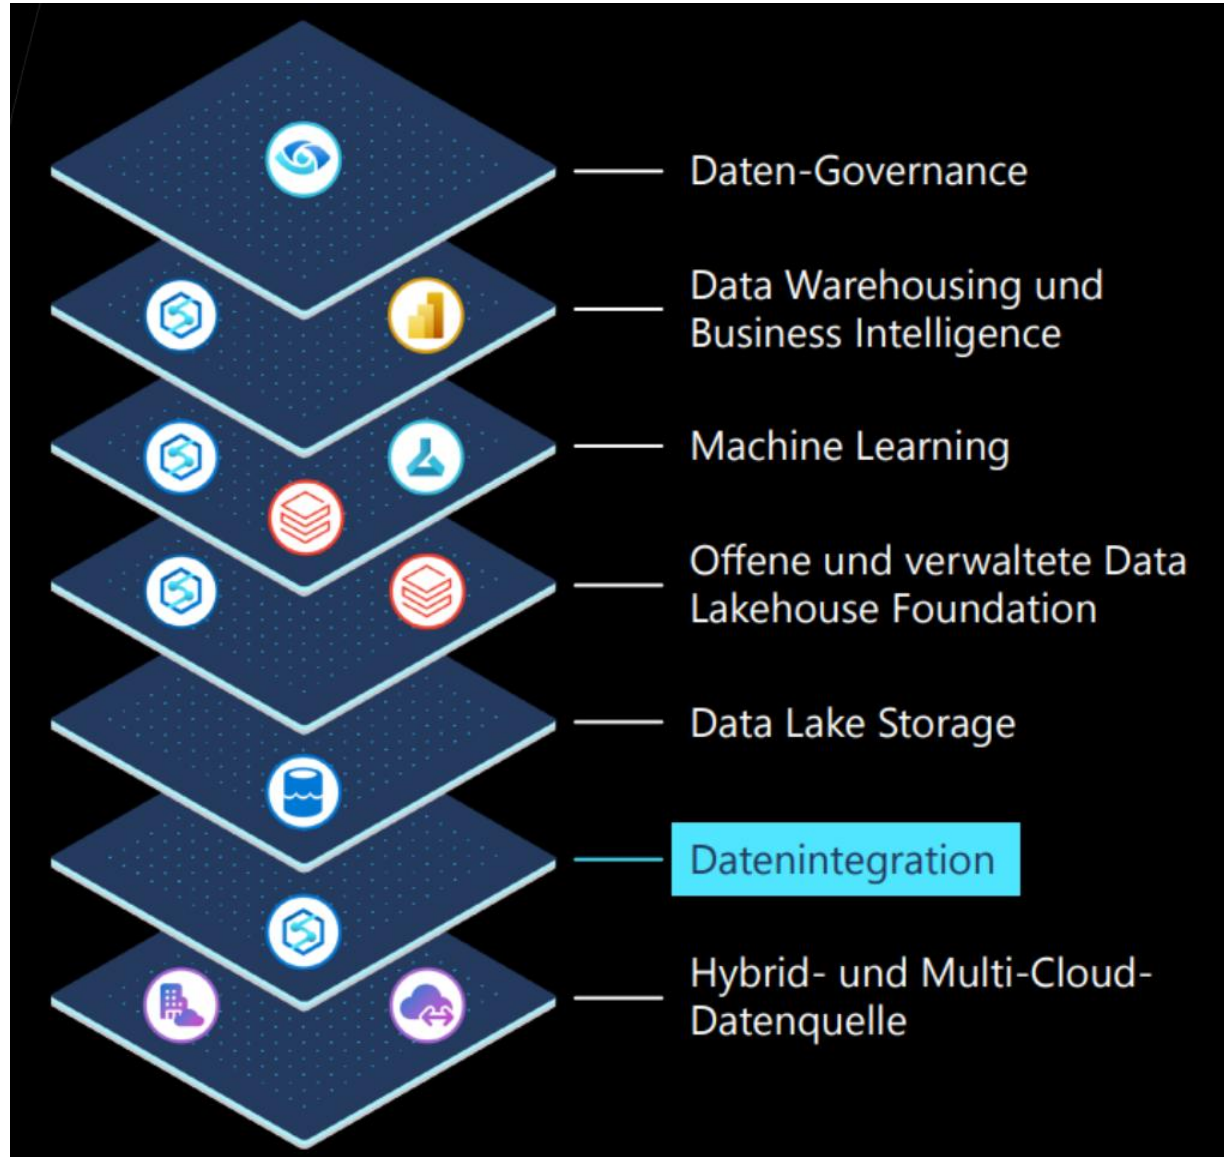 Daten-Governance
Data Warehousing und
Business Intelligence
Machine Learning
Offene und verwaltete Data
Lakehouse Foundation
Data Lake Storage
Datenintegration
Hybrid- und Multi-Cloud-
Datenquelle